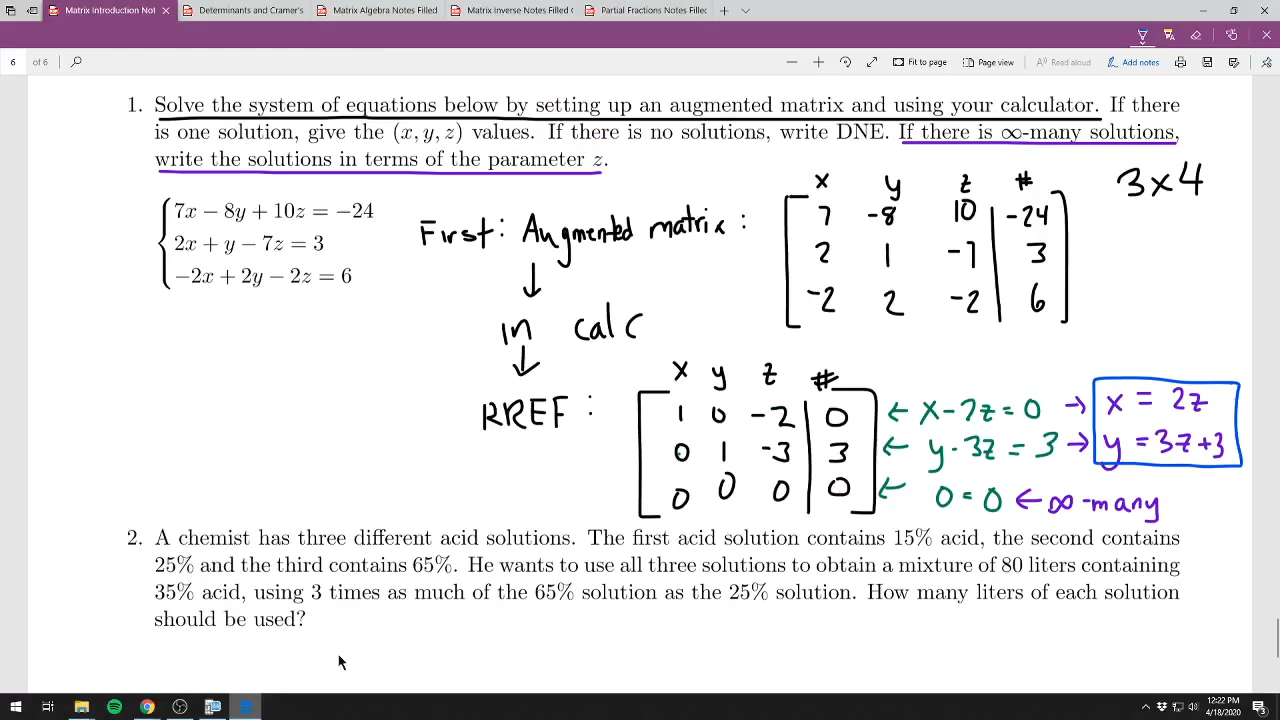 Matrix Introduction Not
Determinants and Cramer's
Matrix Algebra Notes Filled
Matrix Inverse Notes Filled
Partial Fractions Notes Filled
6 of 6
Fit to page
Page view
Read aloud
Add notes
1. Solve the system of equations below by setting up an augmented matrix and using your calculator. If there
is one solution, give the (x, y, z) values. If there is no solutions, write DNE. If there is ∞-many solutions,
write the solutions in terms of the parameter z.
7x − 8y + 10z = −24
2x + y − 7z = 3
−2x + 2y − 2z = 6
First: Augmented matrix:
x y z #
7 -8 10 | -24
2 1 -7 | 3
-2 2 -2 | 6
3x4
↓
in calc
↓
RREF:
x y z #
1 0 -2 | 0 ← x-2z=0 → x = 2z
0 1 -3 | 3 ← y-3z = 3 → y = 3z+3
0 0 0 | 0 ← 0=0 ← ∞-many
2. A chemist has three different acid solutions. The first acid solution contains 15% acid, the second contains
25% and the third contains 65%. He wants to use all three solutions to obtain a mixture of 80 liters containing
35% acid, using 3 times as much of the 65% solution as the 25% solution. How many liters of each solution
should be used?
12:22 PM
4/18/2020